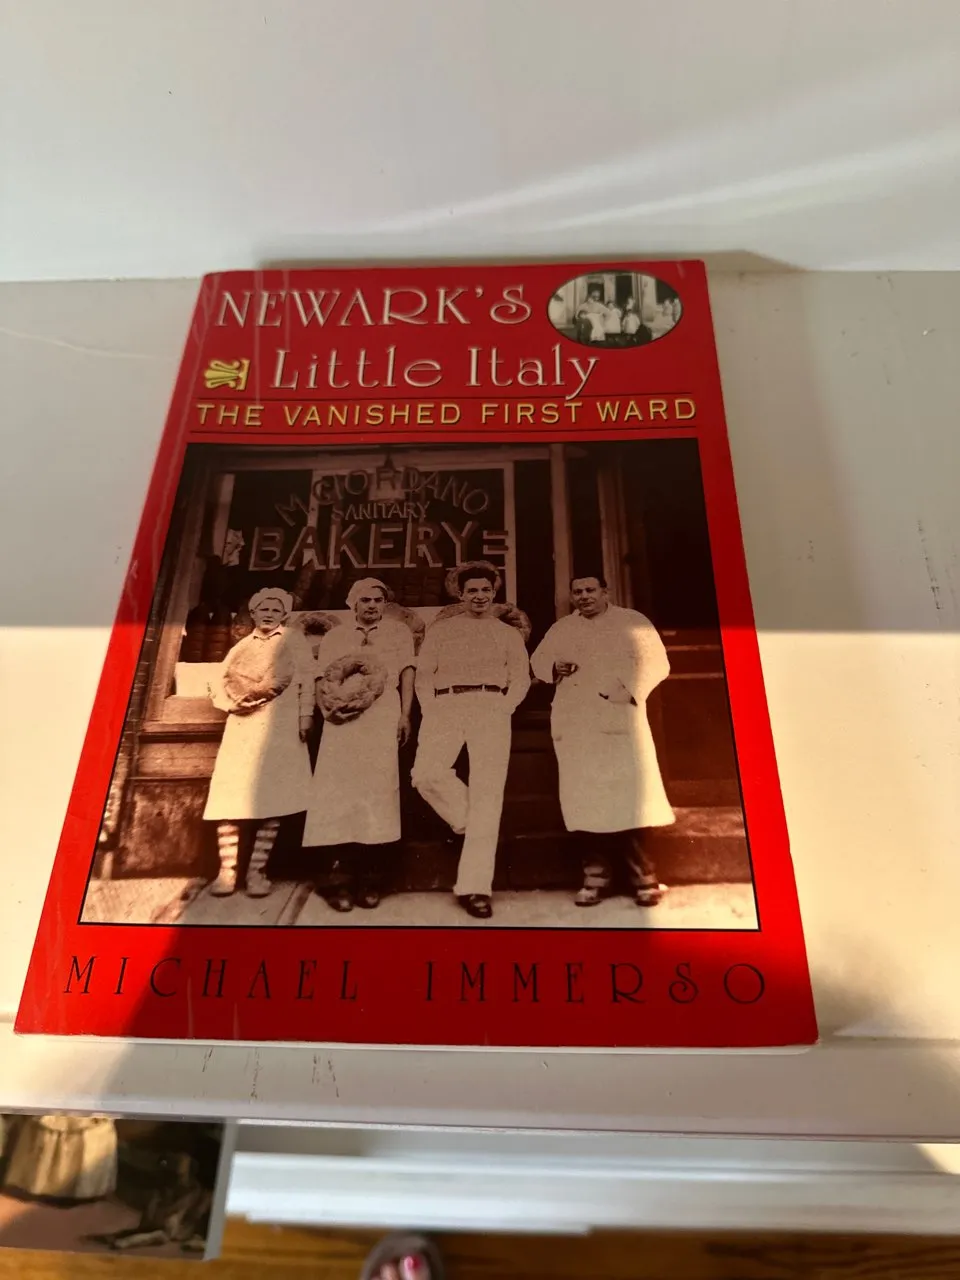 NEWARK'S
Little Italy
THE VANISHED FIRST WARD
M. GIORDANO
SANITARY
BAKERY
MICHAEL IMMERSO